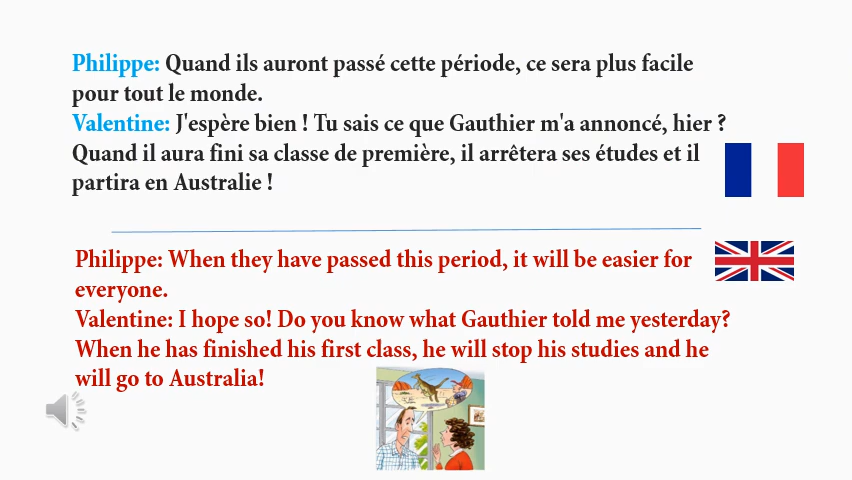 Philippe: Quand ils auront passé cette période, ce sera plus facile
pour tout le monde.
Valentine: J'espère bien ! Tu sais ce que Gauthier m'a annoncé, hier ?
Quand il aura fini sa classe de première, il arrêtera ses études et il
partira en Australie !
Philippe: When they have passed this period, it will be easier for
everyone.
Valentine: I hope so! Do you know what Gauthier told me yesterday?
When he has finished his first class, he will stop his studies and he
will go to Australia!